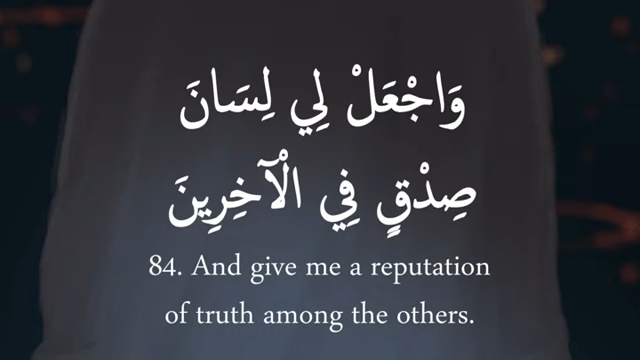 وَاجْعَلْ لِي لِسَانَ
صِدْقٍ فِي الْآخِرِينَ
84. And give me a reputation
of truth among the others.